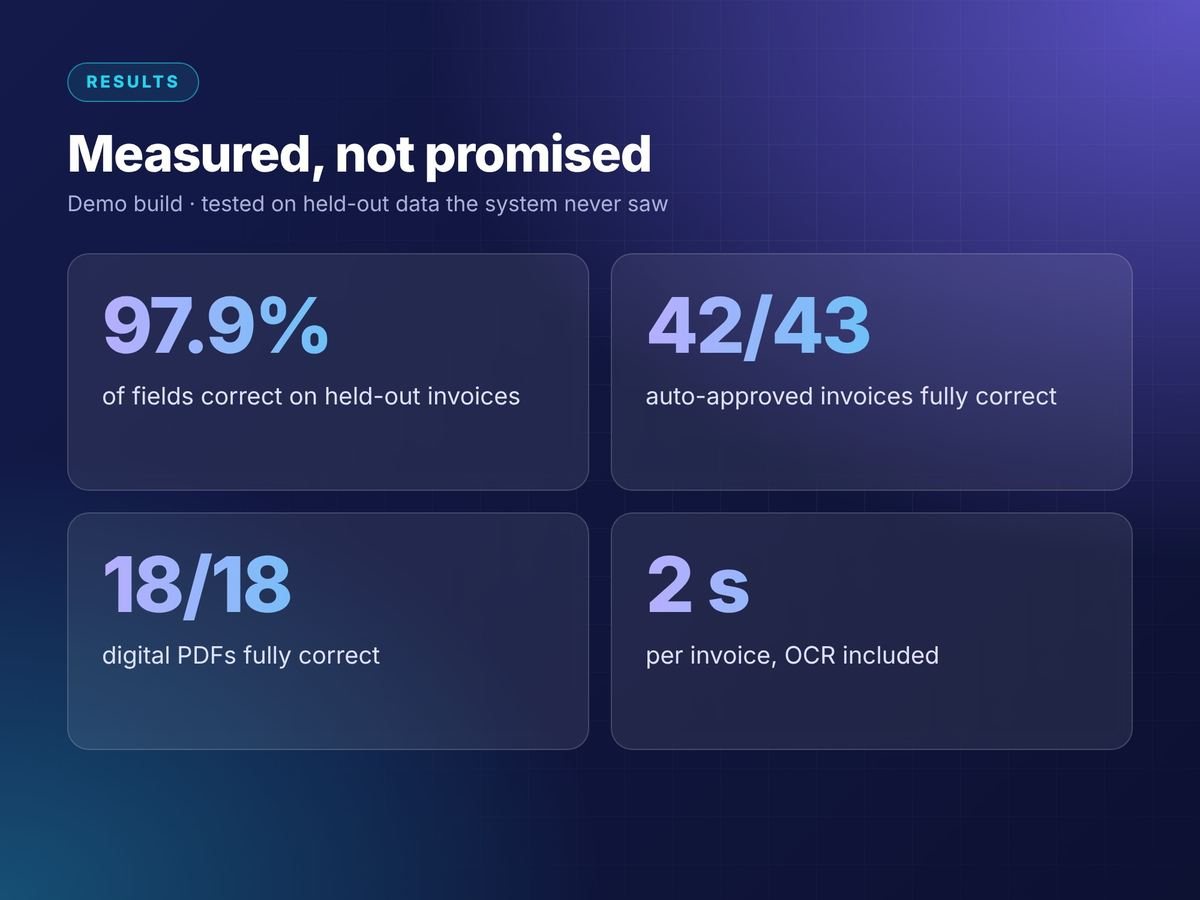 RESULTS
Measured, not promised
Demo build · tested on held-out data the system never saw
97.9%
of fields correct on held-out invoices
42/43
auto-approved invoices fully correct
18/18
digital PDFs fully correct
2 s
per invoice, OCR included